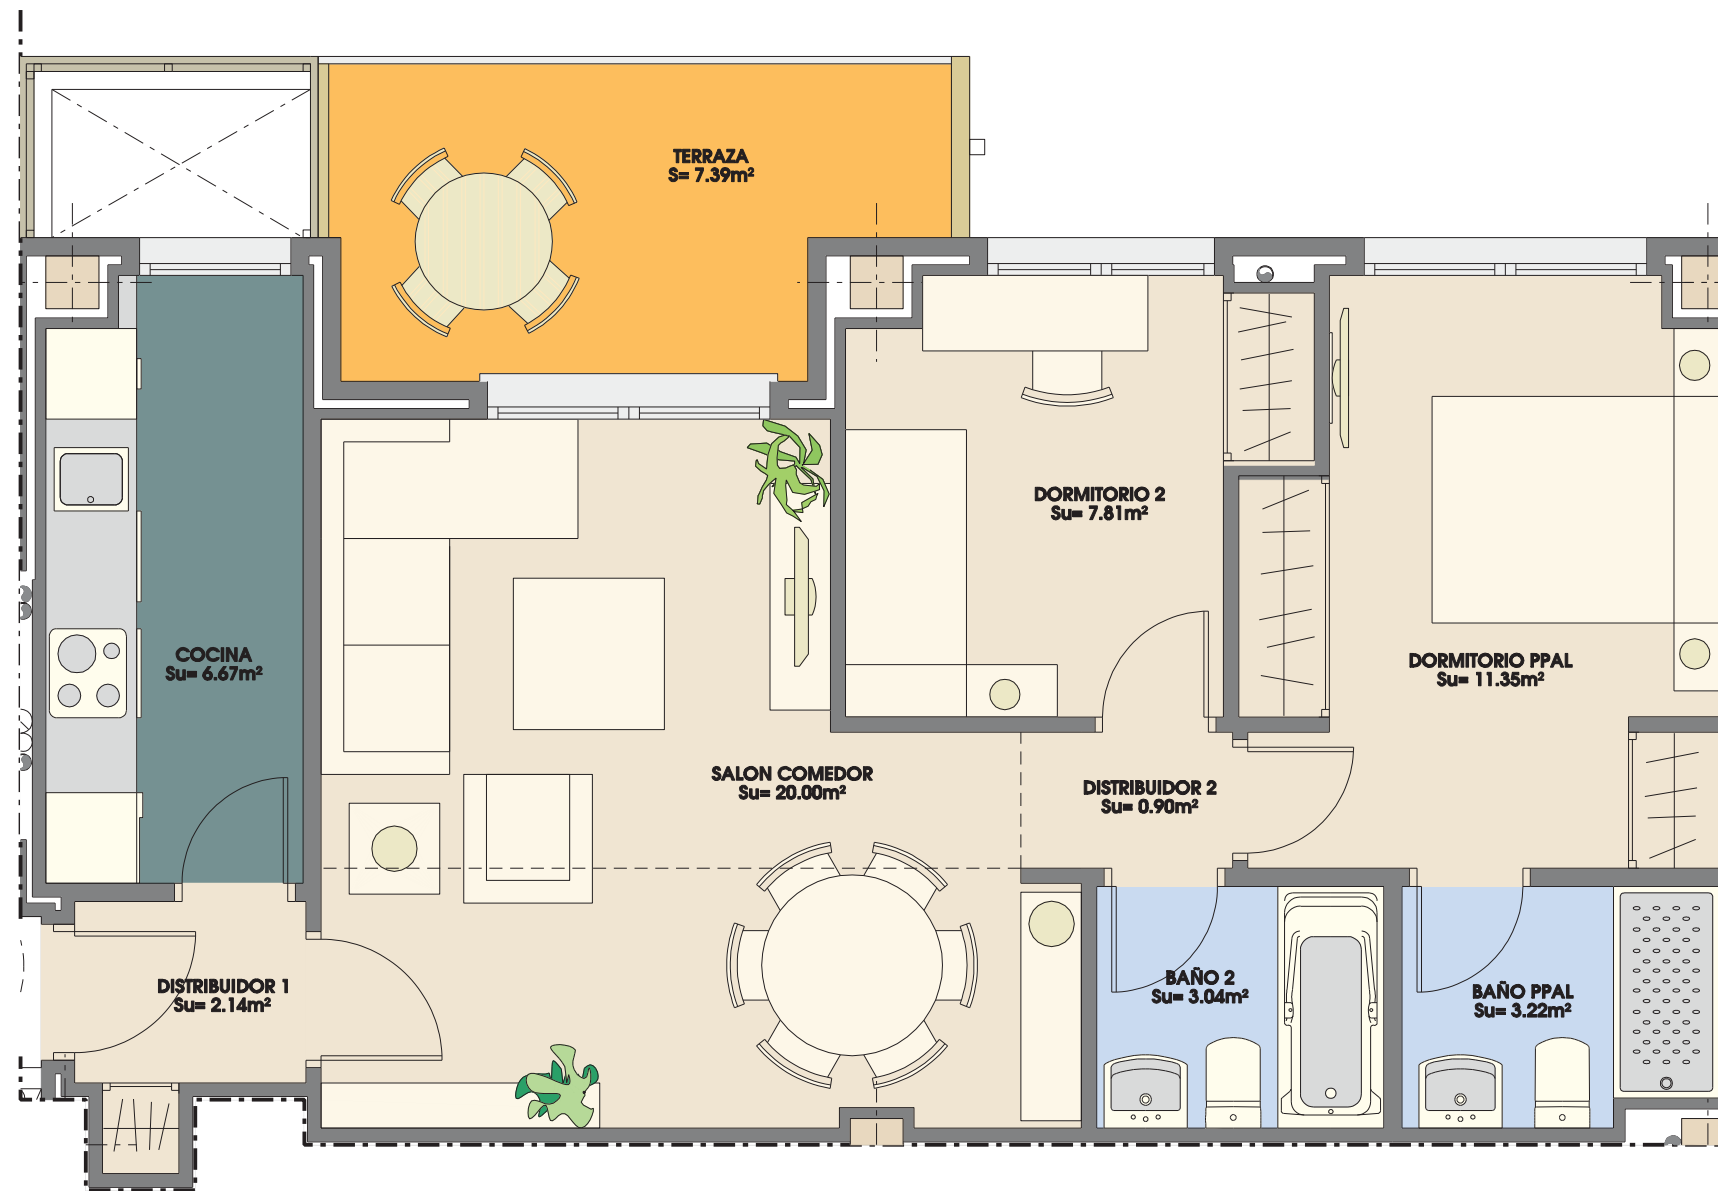 TERRAZA
S= 7.39m²
DORMITORIO 2
Su= 7.81m²
COCINA
Su= 6.67m²
DORMITORIO PPAL
Su= 11.35m²
SALON COMEDOR
Su= 20.00m²
DISTRIBUIDOR 2
Su= 0.90m²
DISTRIBUIDOR 1
Su= 2.14m²
BAÑO 2
Su= 3.04m²
BAÑO PPAL
Su= 3.22m²